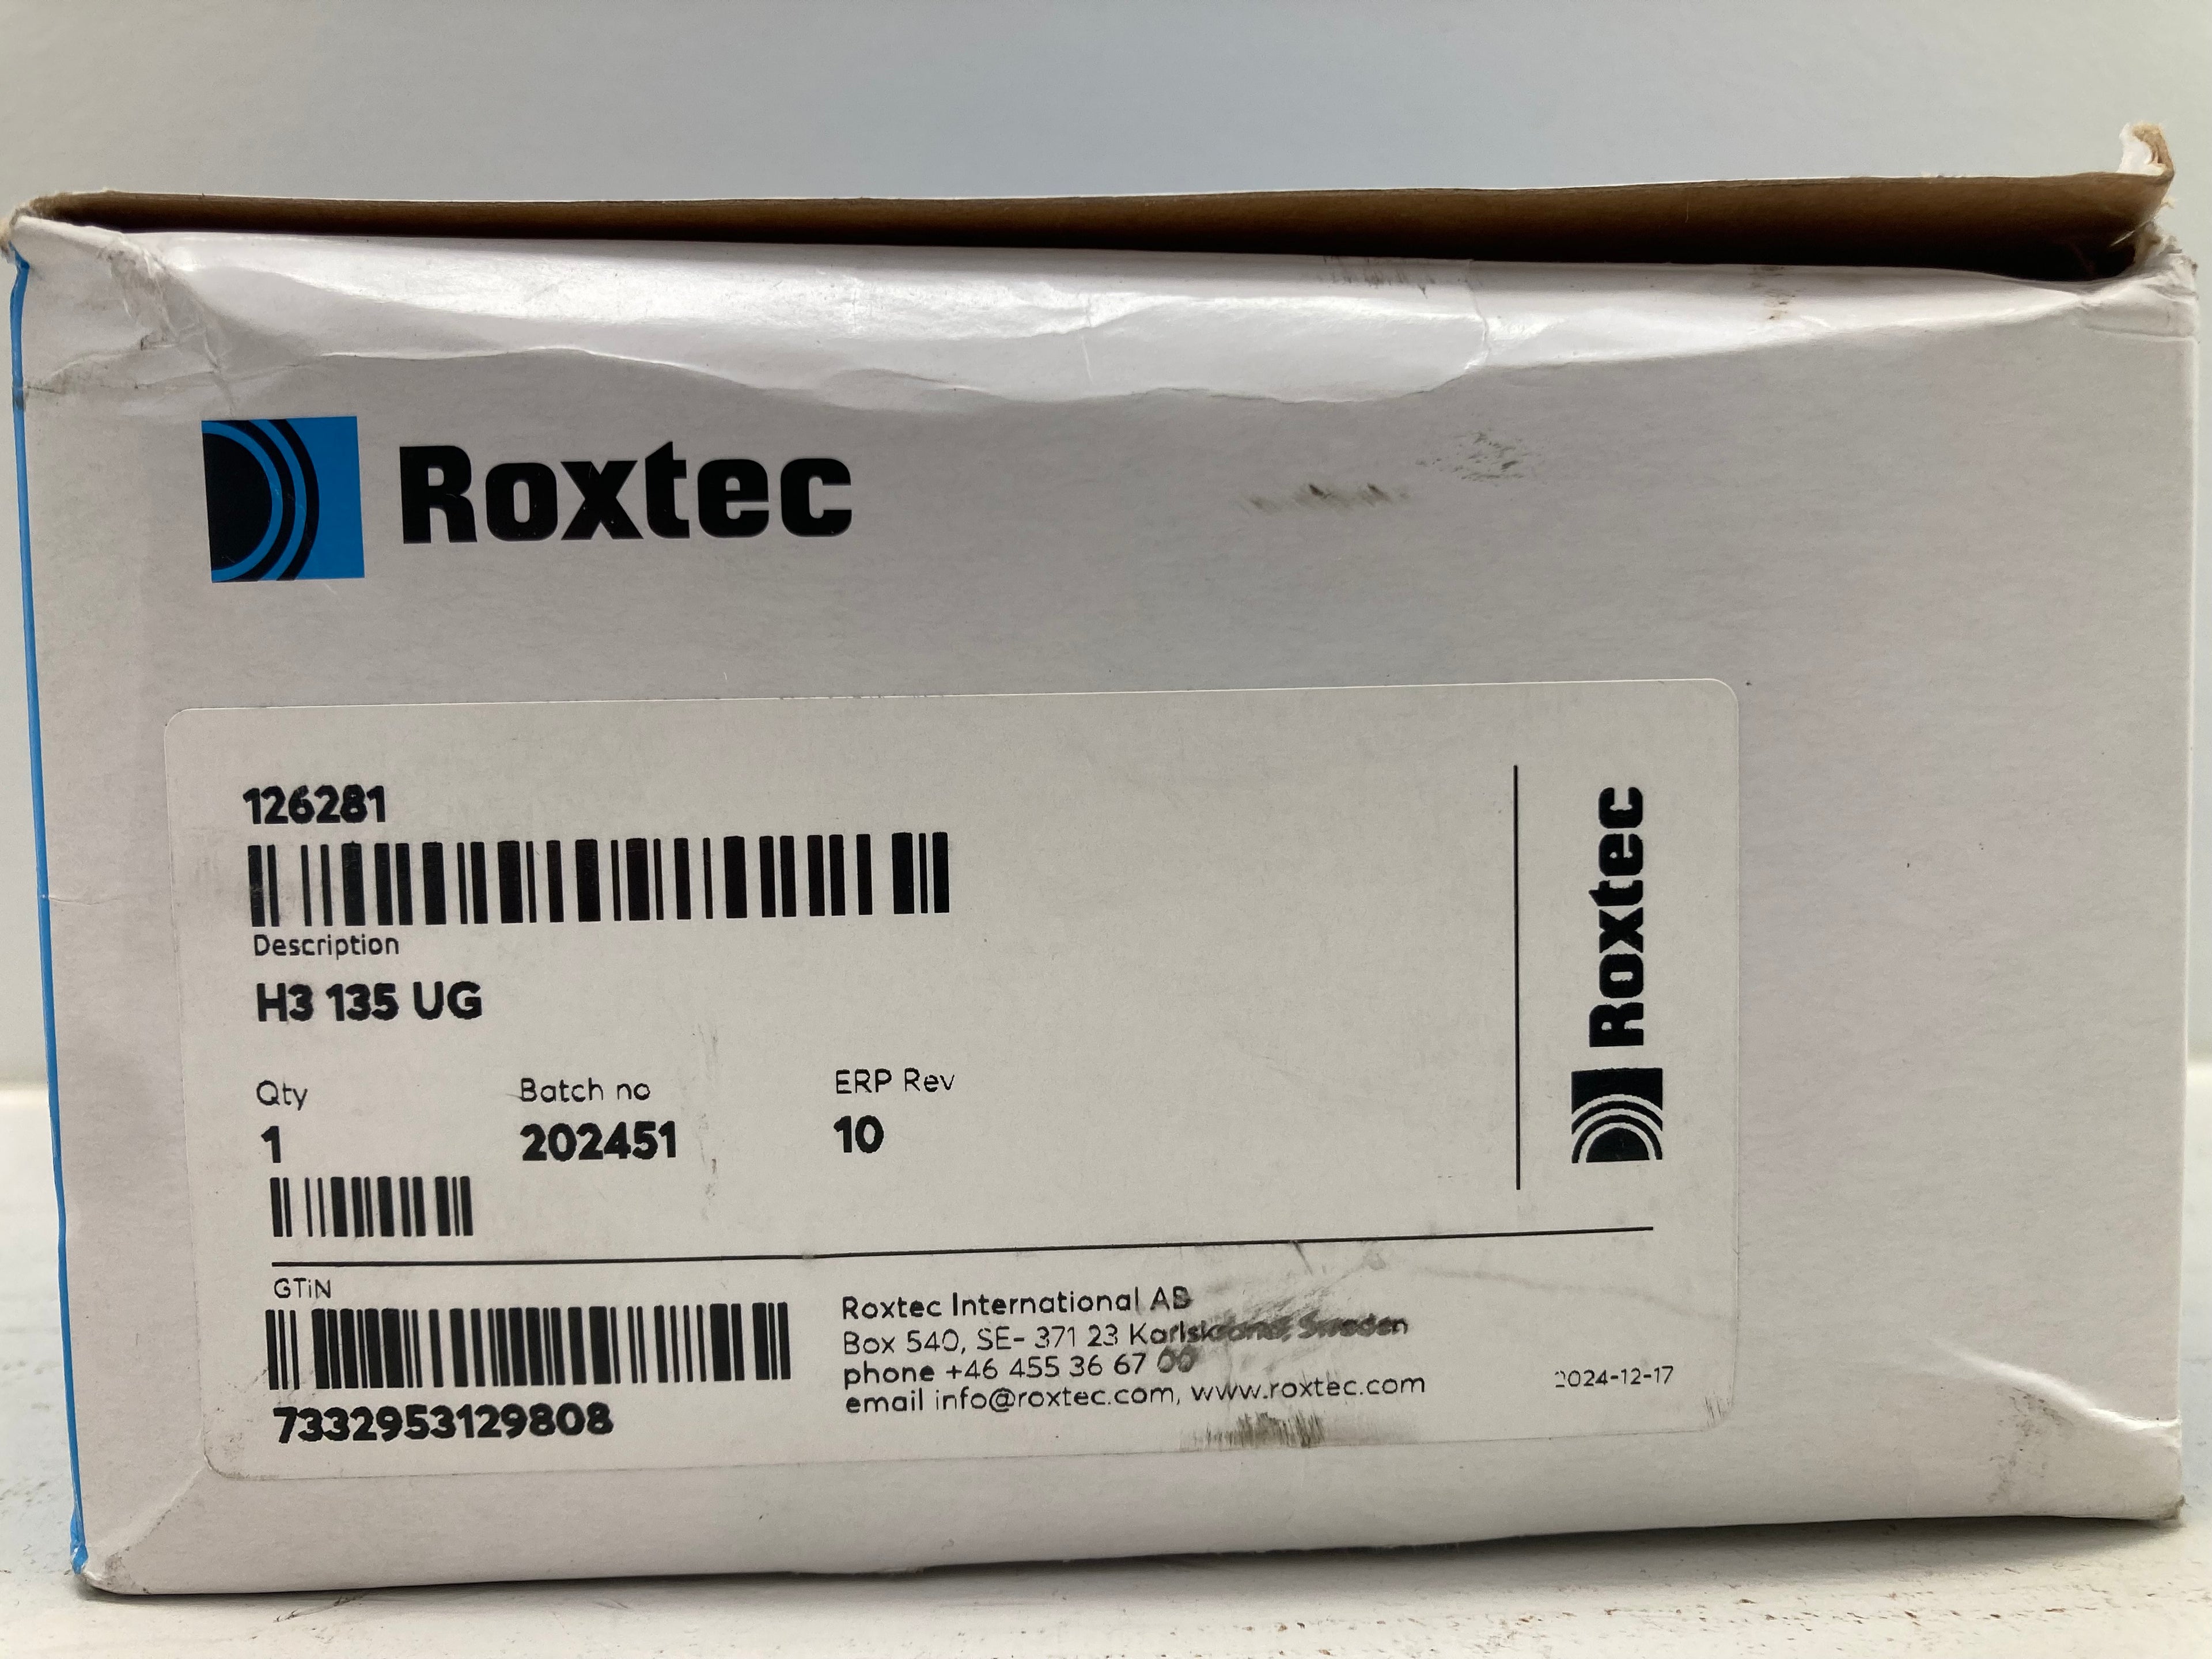 Roxtec
126281
Description
H3 135 UG
Qty Batch no ERP Rev
1 202451 10
Roxtec
GTiN
7332953129808
Roxtec International AB
Box 540, SE- 371 23 Karlskrona, Sweden
phone +46 455 36 67 00
email info@roxtec.com, www.roxtec.com
2024-12-17